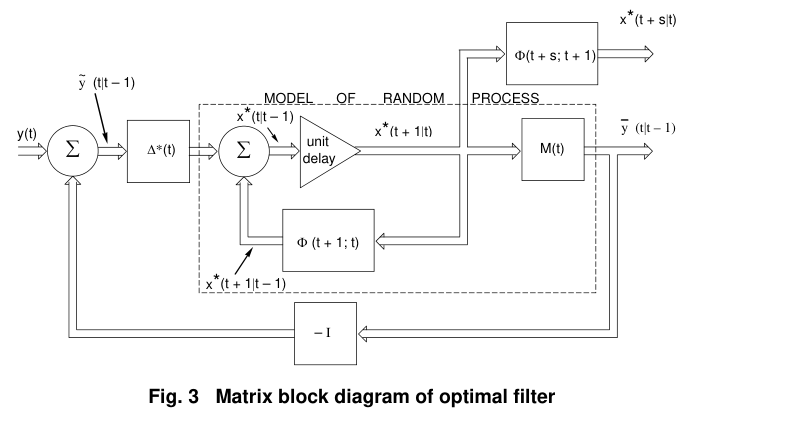 x*(t + s|t)
Φ(t + s; t + 1)
ỹ (t|t – 1)
MODEL OF RANDOM PROCESS
y(t)
Σ
Δ*(t)
x*(t|t – 1)
Σ
unit
delay
x*(t + 1|t)
M(t)
ȳ (t|t – 1)
Φ (t + 1; t)
x*(t + 1|t – 1)
– I
Fig. 3 Matrix block diagram of optimal filter